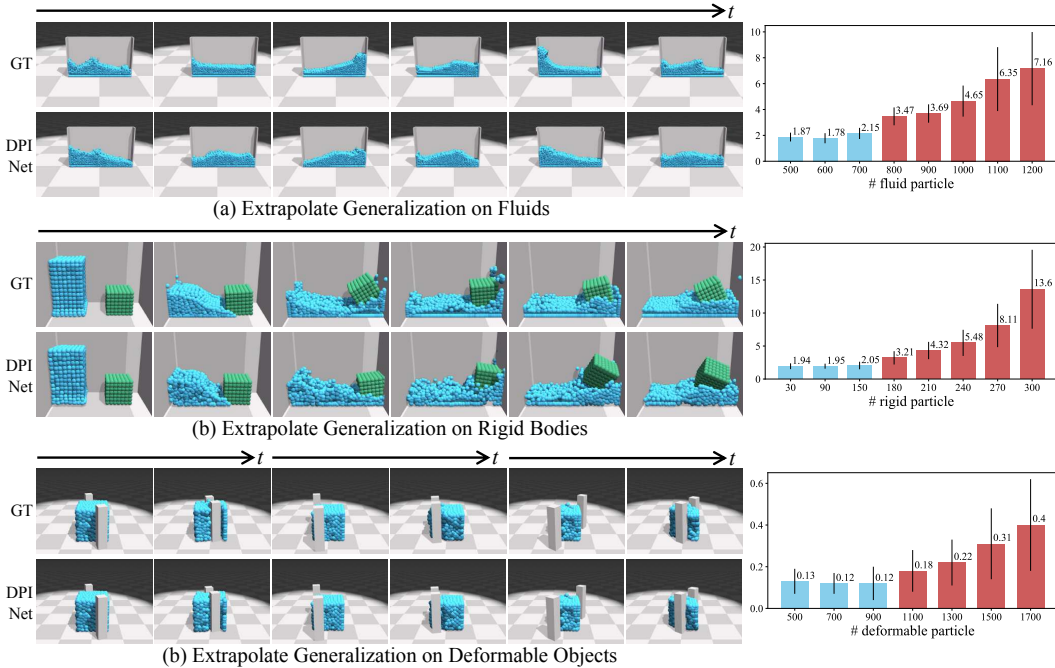 t
GT
DPI
Net
(a) Extrapolate Generalization on Fluids
10
8
6
4
2
0
1.87
1.78
2.15
3.47
3.69
4.65
6.35
7.16
500 600 700 800 900 1000 1100 1200
# fluid particle
t
GT
DPI
Net
(b) Extrapolate Generalization on Rigid Bodies
20
15
10
5
0
1.94
1.95
2.05
3.21
4.32
5.48
8.11
13.6
30 90 150 180 210 240 270 300
# rigid particle
t t t
GT
DPI
Net
(b) Extrapolate Generalization on Deformable Objects
0.6
0.4
0.2
0.0
0.13
0.12
0.12
0.18
0.22
0.31
0.4
500 700 900 1100 1300 1500 1700
# deformable particle